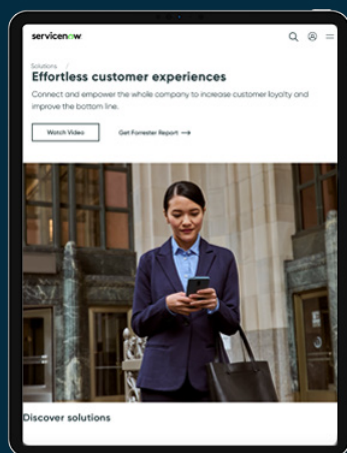 servicenow
Solutions /
Effortless customer experiences
Connect and empower the whole company to increase customer loyalty and
improve the bottom line.
Watch Video
Get Forrester Report →
Discover solutions